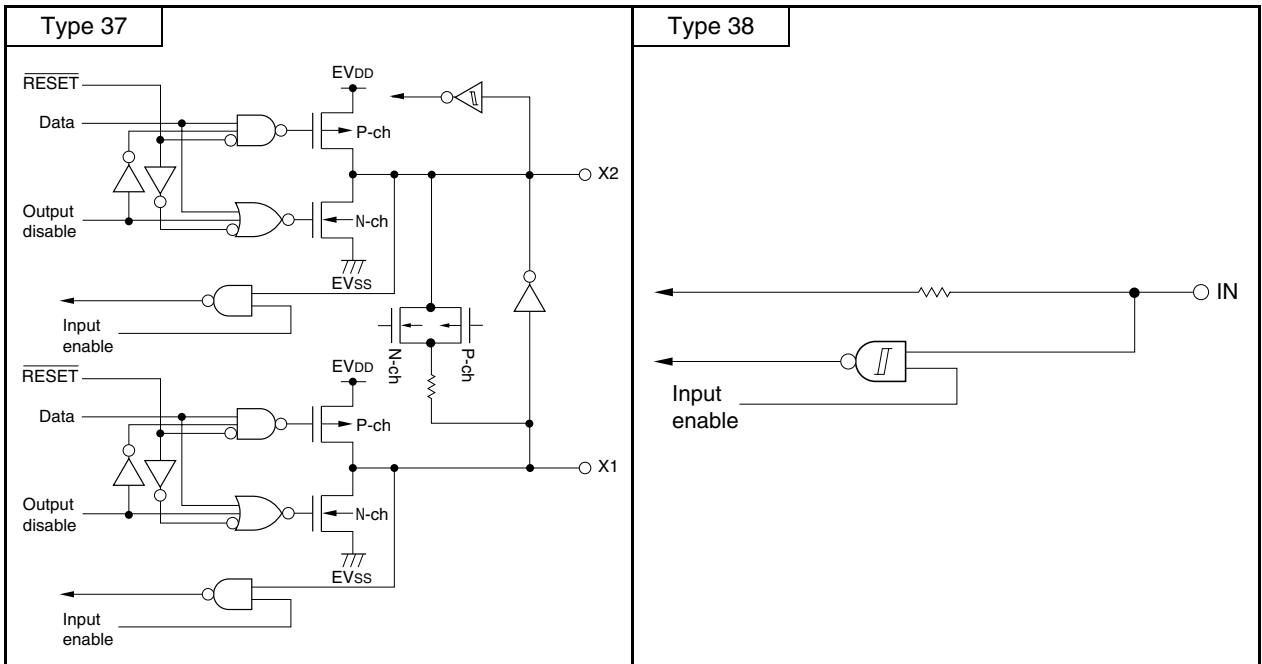 Type 37
RESET
Data
Output
disable
EVDD
P-ch
N-ch
EVSS
X2
Input
enable
N-ch
P-ch
RESET
Data
Output
disable
EVDD
P-ch
N-ch
EVSS
X1
Input
enable
Type 38
IN
Input
enable